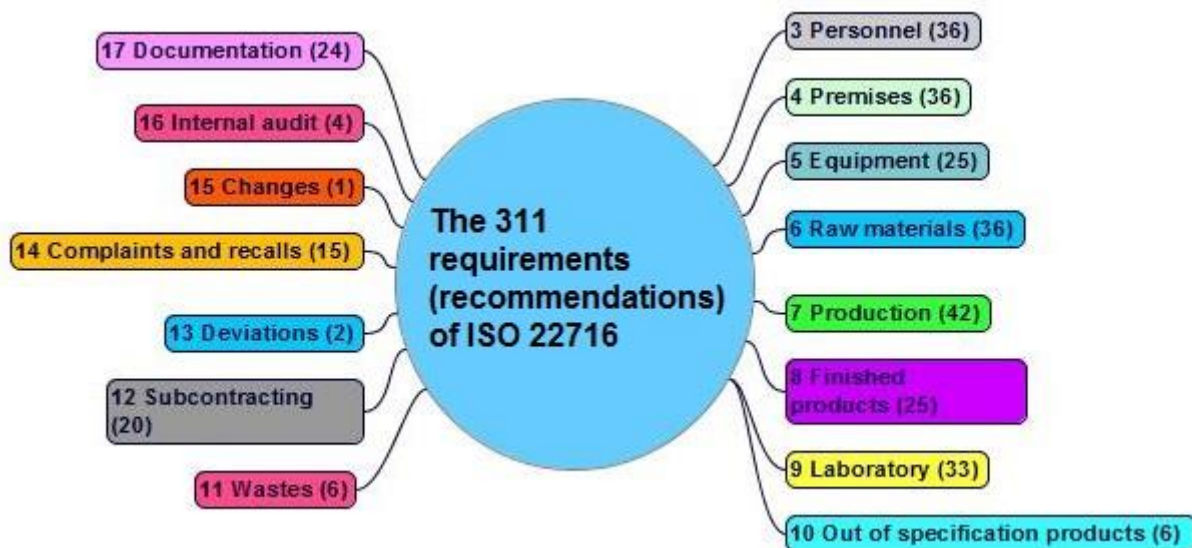 The 311
requirements
(recommendations)
of ISO 22716
3 Personnel (36)
4 Premises (36)
5 Equipment (25)
6 Raw materials (36)
7 Production (42)
8 Finished
products (25)
9 Laboratory (33)
10 Out of specification products (6)
11 Wastes (6)
12 Subcontracting
(20)
13 Deviations (2)
14 Complaints and recalls (15)
15 Changes (1)
16 Internal audit (4)
17 Documentation (24)